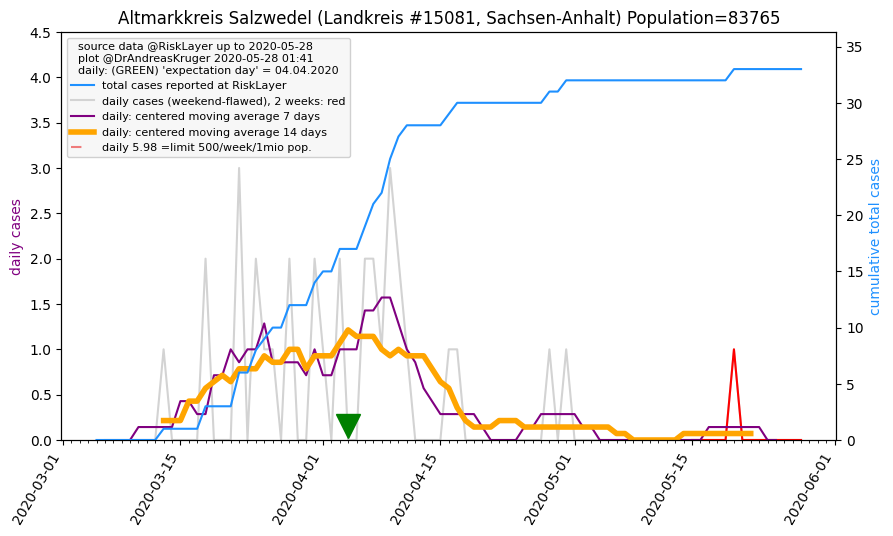 Altmarkkreis Salzwedel (Landkreis #15081, Sachsen-Anhalt) Population=83765
source data @RiskLayer up to 2020-05-28
plot @DrAndreasKruger 2020-05-28 01:41
daily: (GREEN) 'expectation day' = 04.04.2020
total cases reported at RiskLayer
daily cases (weekend-flawed), 2 weeks: red
daily: centered moving average 7 days
daily: centered moving average 14 days
daily 5.98 =limit 500/week/1mio pop.
daily cases
4.5
4.0
3.5
3.0
2.5
2.0
1.5
1.0
0.5
0.0
35
30
25
20
15
10
5
0
cumulative total cases
2020-03-01
2020-03-15
2020-04-01
2020-04-15
2020-05-01
2020-05-15
2020-06-01